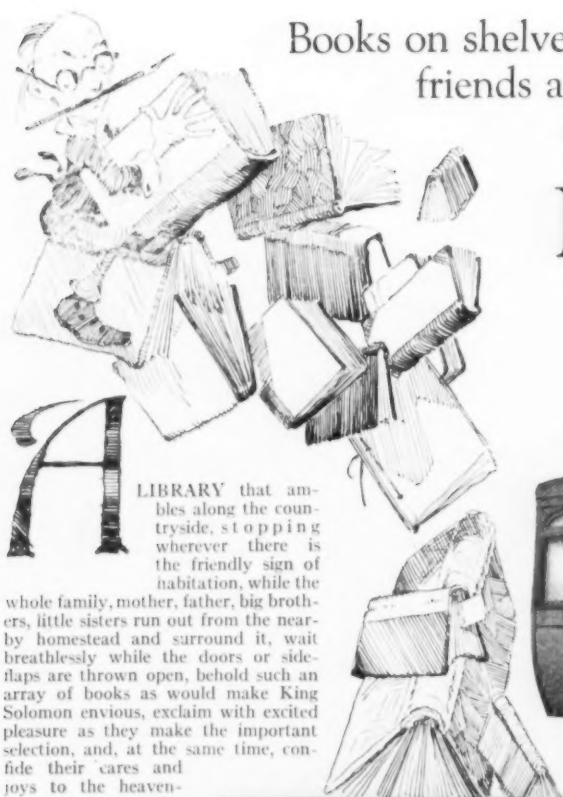 Books on shelve
friends a
A
LIBRARY that am-
bles along the coun-
tryside, stopping
wherever there is
the friendly sign of
habitation, while the
whole family, mother, father, big broth-
ers, little sisters run out from the near-
by homestead and surround it, wait
breathlessly while the doors or side-
flaps are thrown open, behold such an
array of books as would make King
Solomon envious, exclaim with excited
pleasure as they make the important
selection, and, at the same time, con-
fide their cares and
joys to the heaven-